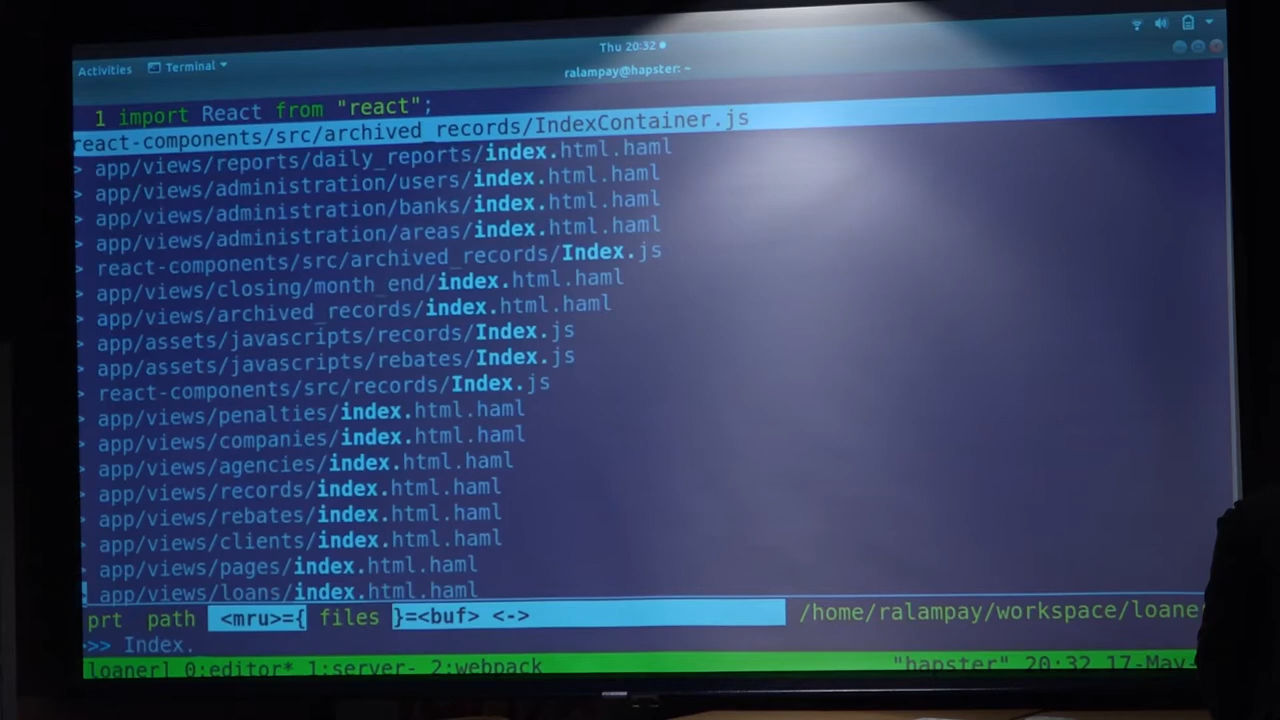 Thu 20:32
Activities Terminal
ralampay@hapster: ~
1 import React from "react";
react-components/src/archived_records/IndexContainer.js
> app/views/reports/daily_reports/index.html.haml
> app/views/administration/users/index.html.haml
> app/views/administration/banks/index.html.haml
> app/views/administration/areas/index.html.haml
> react-components/src/archived_records/Index.js
> app/views/closing/month_end/index.html.haml
> app/views/archived_records/index.html.haml
> app/assets/javascripts/records/Index.js
> app/assets/javascripts/rebates/Index.js
> react-components/src/records/Index.js
> app/views/penalties/index.html.haml
> app/views/companies/index.html.haml
> app/views/agencies/index.html.haml
> app/views/records/index.html.haml
> app/views/rebates/index.html.haml
> app/views/clients/index.html.haml
> app/views/pages/index.html.haml
app/views/loans/index.html.haml
prt path <mru>={ files }=<buf> <-> /home/ralampay/workspace/loane
>>> Index.
loaner] 0:editor* 1:server- 2:webpack "hapster" 20:32 17-May-